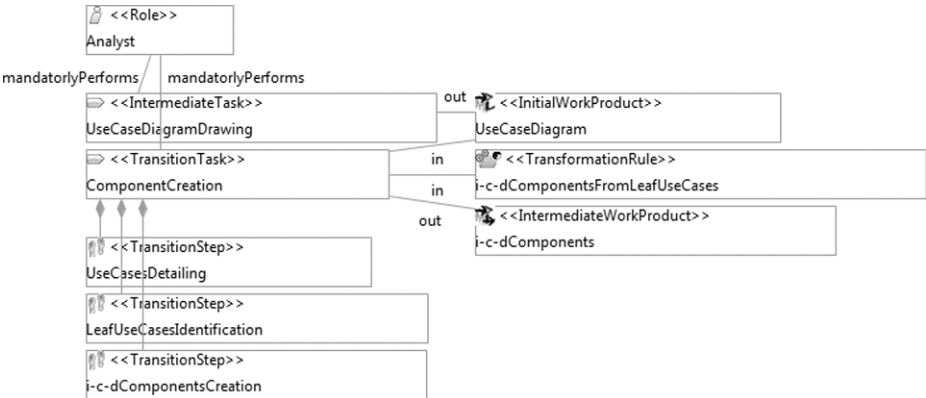 <<Role>>
Analyst
mandatorlyPerforms
mandatorlyPerforms
<<IntermediateTask>>
UseCaseDiagramDrawing
out
<<InitialWorkProduct>>
UseCaseDiagram
<<TransitionTask>>
ComponentCreation
in
in
out
<<TransformationRule>>
i-c-dComponentsFromLeafUseCases
<<IntermediateWorkProduct>>
i-c-dComponents
<<TransitionStep>>
UseCasesDetailing
<<TransitionStep>>
LeafUseCasesIdentification
<<TransitionStep>>
i-c-dComponentsCreation